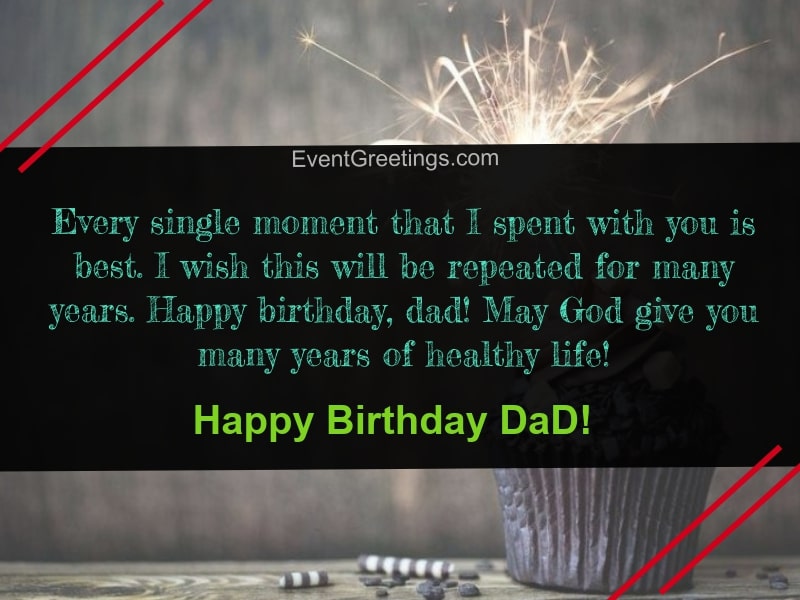 EventGreetings.com
Every single moment that I spent with you is
best. I wish this will be repeated for many
years. Happy birthday, dad! May God give you
many years of healthy life!
Happy Birthday DaD!